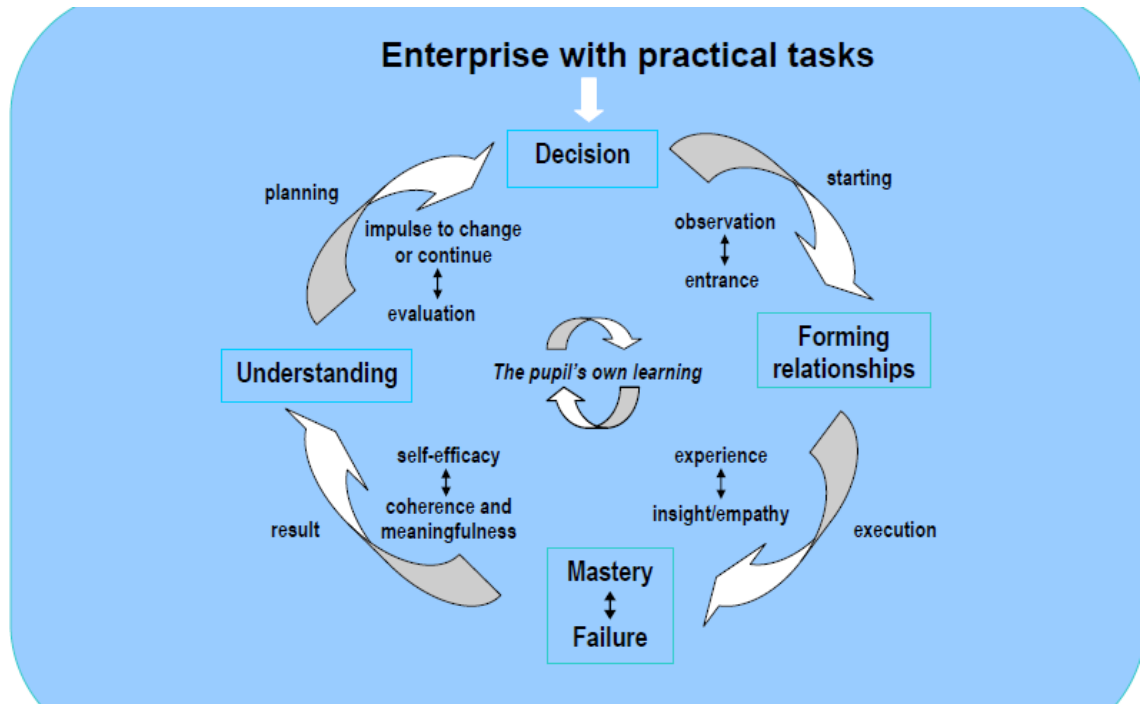 Enterprise with practical tasks
Decision
planning
starting
impulse to change
or continue
observation
entrance
evaluation
Understanding
The pupil's own learning
Forming
relationships
self-efficacy
experience
coherence and
meaningfulness
insight/empathy
result
execution
Mastery
Failure